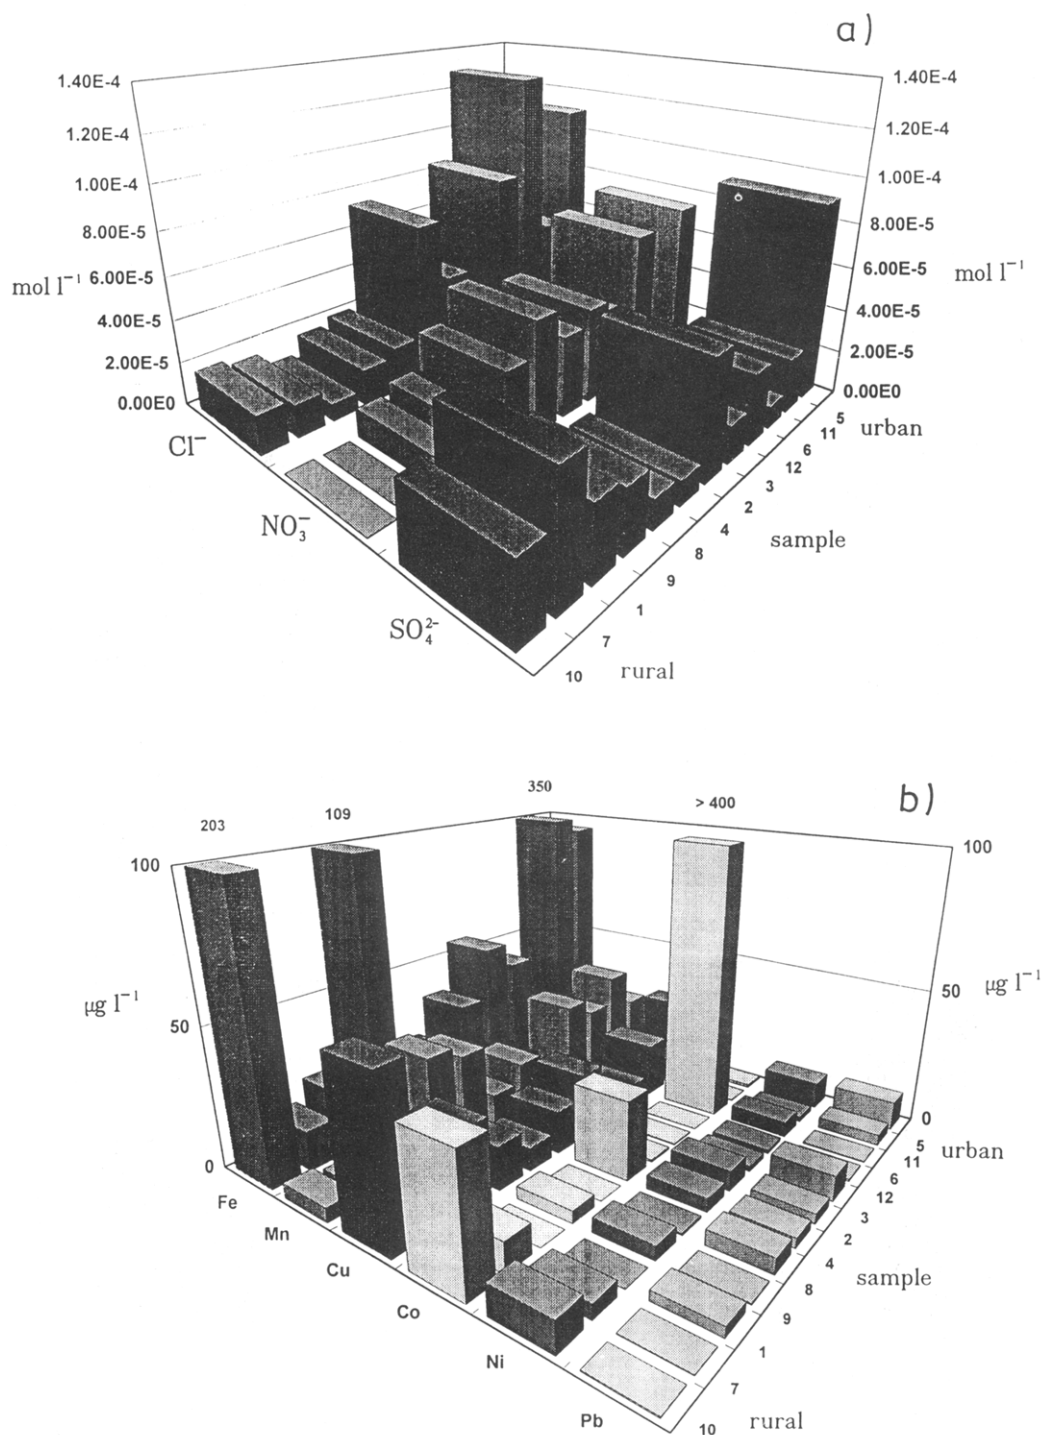 a)
1.40E-4
1.20E-4
1.00E-4
8.00E-5
6.00E-5
mol l⁻¹
4.00E-5
2.00E-5
0.00E0
1.40E-4
1.20E-4
1.00E-4
8.00E-5
6.00E-5
mol l⁻¹
4.00E-5
2.00E-5
0.00E0
Cl⁻
NO₃⁻
SO₄²⁻
5
11
6
12
3
2
4
8
9
1
7
10
urban
sample
rural
b)
203
109
350
> 400
100
50
0
μg l⁻¹
100
50
0
μg l⁻¹
Fe
Mn
Cu
Co
Ni
Pb
5
11
6
12
3
2
4
8
9
1
7
10
urban
sample
rural